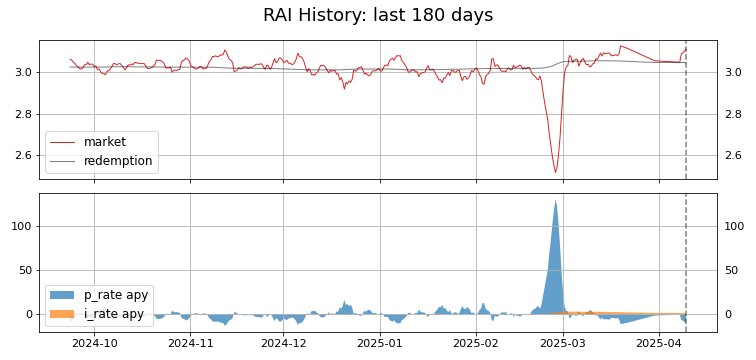 RAI History: last 180 days
3.0
2.8
2.6
3.0
2.8
2.6
market
redemption
100
50
0
100
50
0
p_rate apy
i_rate apy
2024-10 2024-11 2024-12 2025-01 2025-02 2025-03 2025-04